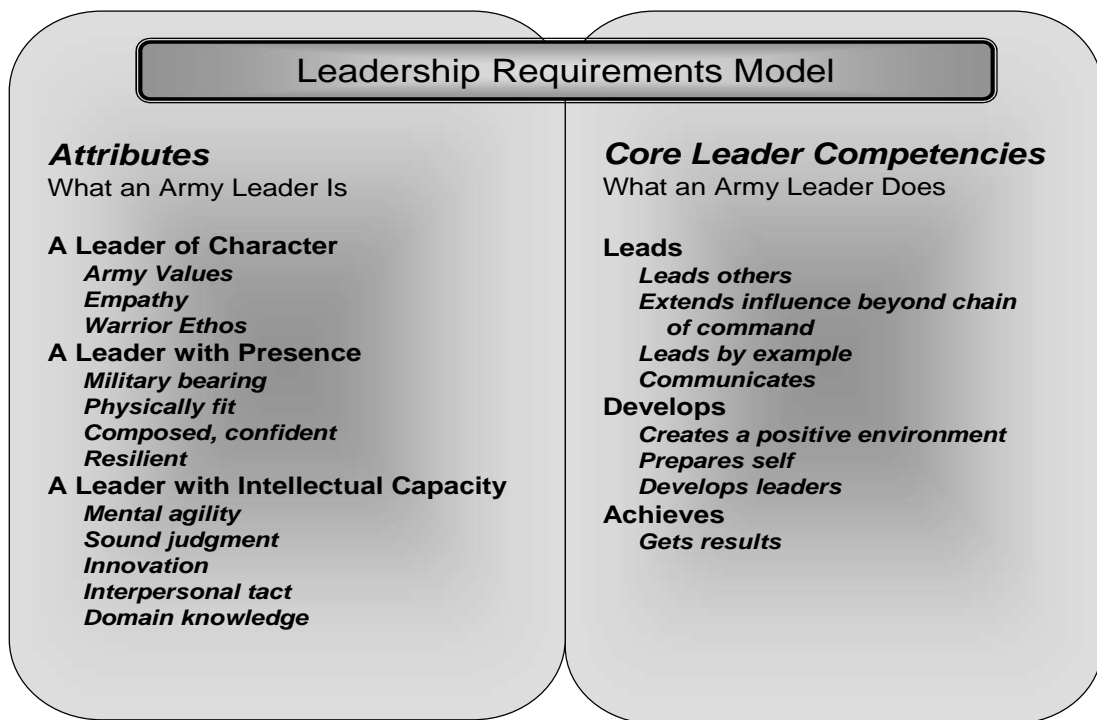 Leadership Requirements Model
Attributes
What an Army Leader Is
A Leader of Character
Army Values
Empathy
Warrior Ethos
A Leader with Presence
Military bearing
Physically fit
Composed, confident
Resilient
A Leader with Intellectual Capacity
Mental agility
Sound judgment
Innovation
Interpersonal tact
Domain knowledge
Core Leader Competencies
What an Army Leader Does
Leads
Leads others
Extends influence beyond chain
of command
Leads by example
Communicates
Develops
Creates a positive environment
Prepares self
Develops leaders
Achieves
Gets results